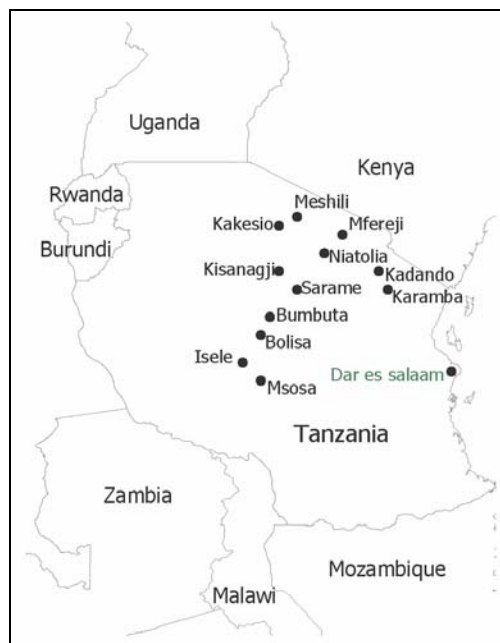 Uganda
Kenya
Rwanda
Meshili
Kakesio
Mfereji
Burundi
Niatolia
Kisanagji
Kadando
Sarame
Karamba
Bumbuta
Bolisa
Isele
Dar es salaam
Msosa
Tanzania
Zambia
Mozambique
Malawi